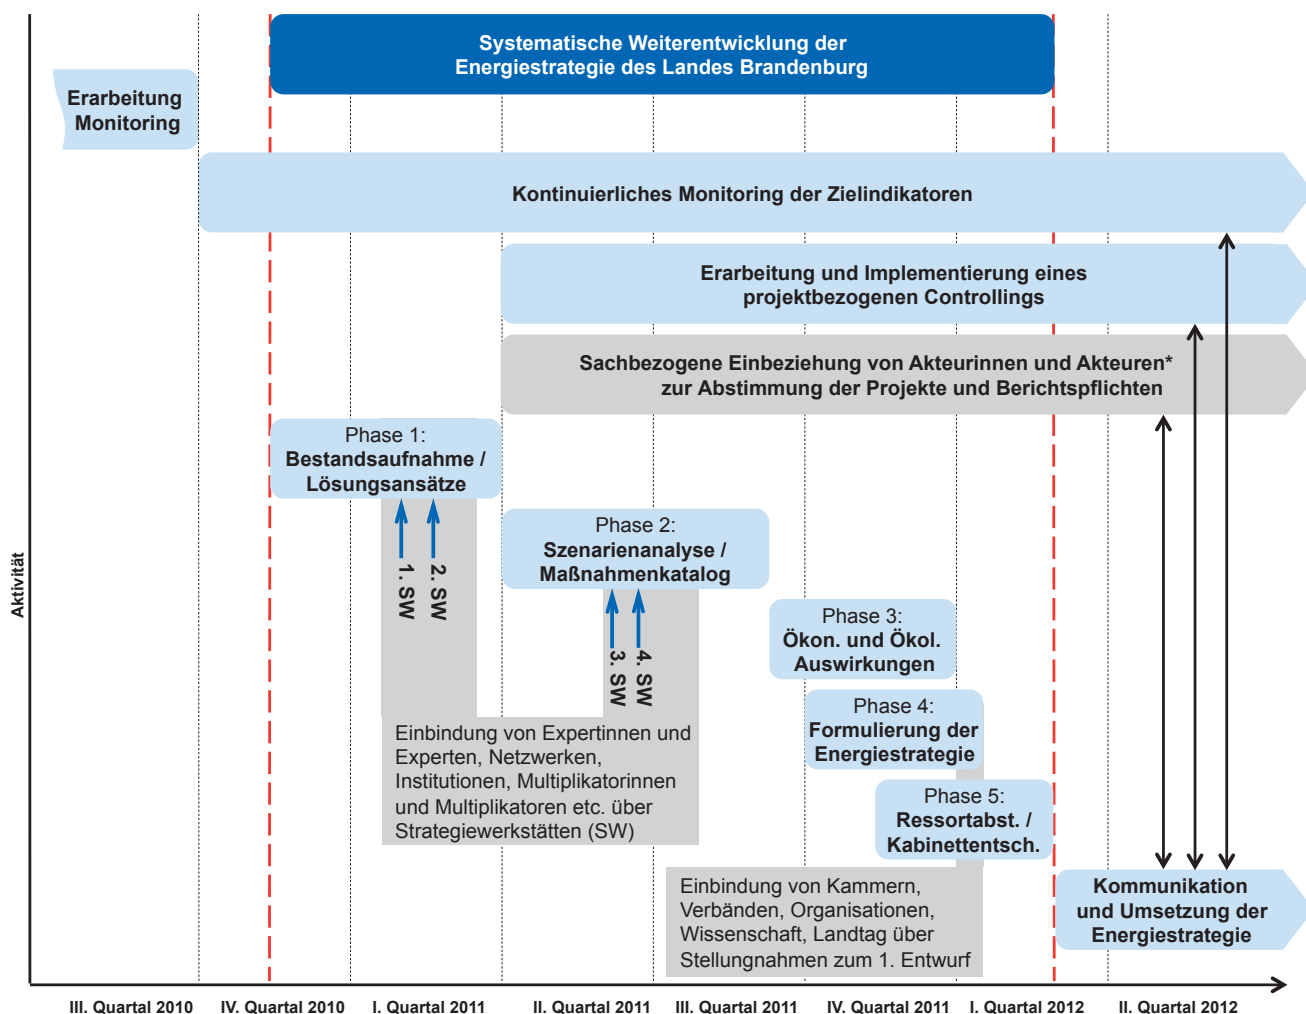 Systematische Weiterentwicklung der
Energiestrategie des Landes Brandenburg
Erarbeitung
Monitoring
Kontinuierliches Monitoring der Zielindikatoren
Erarbeitung und Implementierung eines
projektbezogenen Controllings
Sachbezogene Einbeziehung von Akteurinnen und Akteuren*
zur Abstimmung der Projekte und Berichtspflichten
Phase 1:
Bestandsaufnahme /
Lösungsansätze
1. SW
2. SW
Phase 2:
Szenarienanalyse /
Maßnahmenkatalog
3. SW
4. SW
Phase 3:
Ökon. und Ökol.
Auswirkungen
Phase 4:
Formulierung der
Energiestrategie
Phase 5:
Ressortabst. /
Kabinettentsch.
Einbindung von Expertinnen und
Experten, Netzwerken,
Institutionen, Multiplikatorinnen
und Multiplikatoren etc. über
Strategiewerkstätten (SW)
Einbindung von Kammern,
Verbänden, Organisationen,
Wissenschaft, Landtag über
Stellungnahmen zum 1. Entwurf
Kommunikation
und Umsetzung der
Energiestrategie
Aktivität
III. Quartal 2010
IV. Quartal 2010
I. Quartal 2011
II. Quartal 2011
III. Quartal 2011
IV. Quartal 2011
I. Quartal 2012
II. Quartal 2012